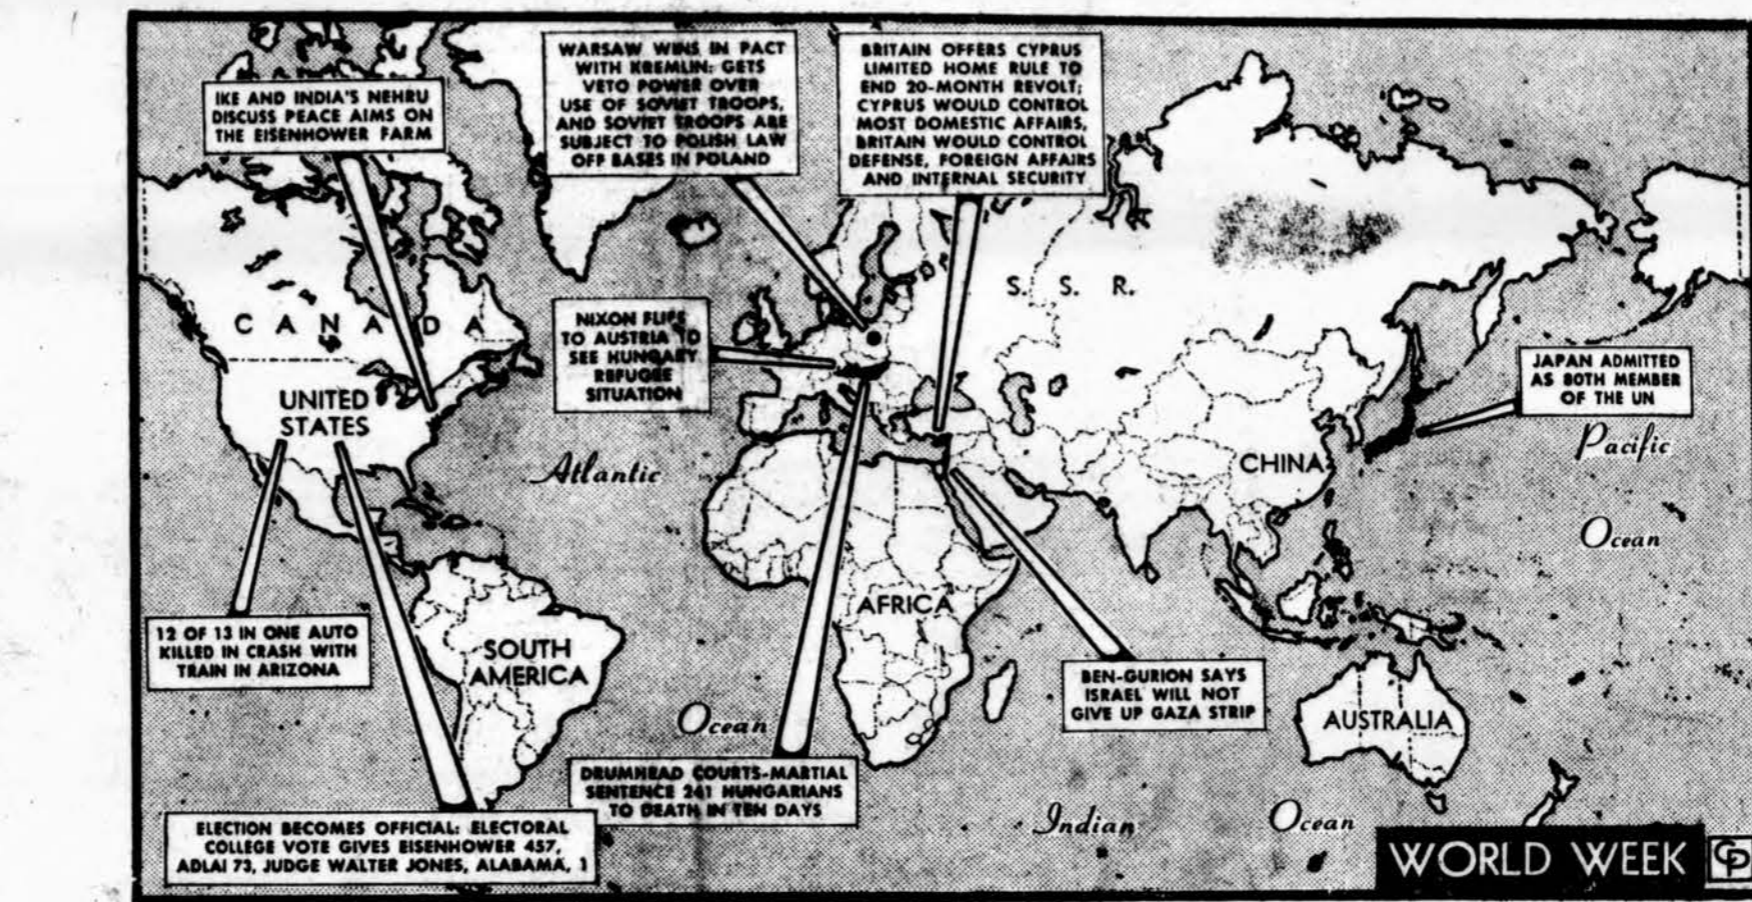 WARSAW WINS IN PACT
WITH KREMLIN: GETS
VETO POWER OVER
USE OF SOVIET TROOPS,
AND SOVIET TROOPS ARE
SUBJECT TO POLISH LAW
OFF BASES IN POLAND
BRITAIN OFFERS CYPRUS
LIMITED HOME RULE TO
END 20-MONTH REVOLT;
CYPRUS WOULD CONTROL
MOST DOMESTIC AFFAIRS,
BRITAIN WOULD CONTROL
DEFENSE, FOREIGN AFFAIRS
AND INTERNAL SECURITY
IKE AND INDIA'S NEHRU
DISCUSS PEACE AIMS ON
THE EISENHOWER FARM
S. S. R.
CANADA
NIXON FLIES
TO AUSTRIA TO
SEE HUNGARY
REFUGEE
SITUATION
JAPAN ADMITTED
AS 80TH MEMBER
OF THE UN
UNITED
STATES
Atlantic
CHINA
Pacific
Ocean
AFRICA
12 OF 13 IN ONE AUTO
KILLED IN CRASH WITH
TRAIN IN ARIZONA
SOUTH
AMERICA
BEN-GURION SAYS
ISRAEL WILL NOT
GIVE UP GAZA STRIP
Ocean
AUSTRALIA
DRUMHEAD COURTS-MARTIAL
SENTENCE 241 HUNGARIANS
TO DEATH IN TEN DAYS
ELECTION BECOMES OFFICIAL: ELECTORAL
COLLEGE VOTE GIVES EISENHOWER 457,
ADLAI 73, JUDGE WALTER JONES, ALABAMA, 1
Indian Ocean
WORLD WEEK CP